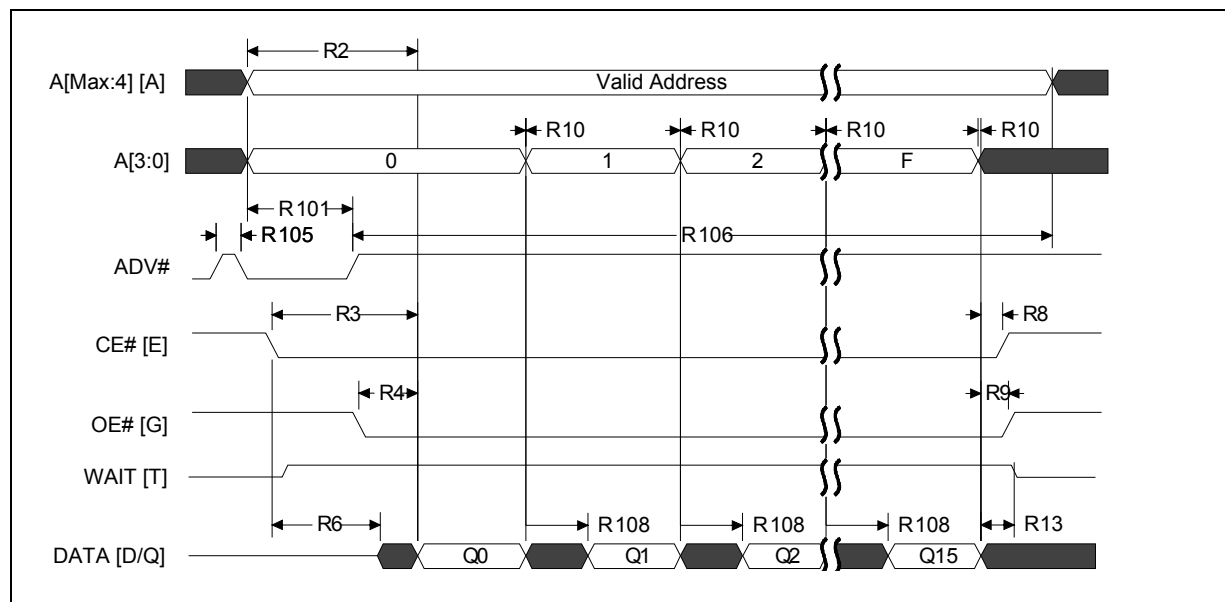 R2
A[Max:4] [A]
Valid Address
R10 R10 R10 R10
A[3:0]
0 1 2 F
R101
R105
R106
ADV#
R3
R8
CE# [E]
R4
R9
OE# [G]
WAIT [T]
R6
R108 R108 R108 R13
DATA [D/Q]
Q0 Q1 Q2 Q15